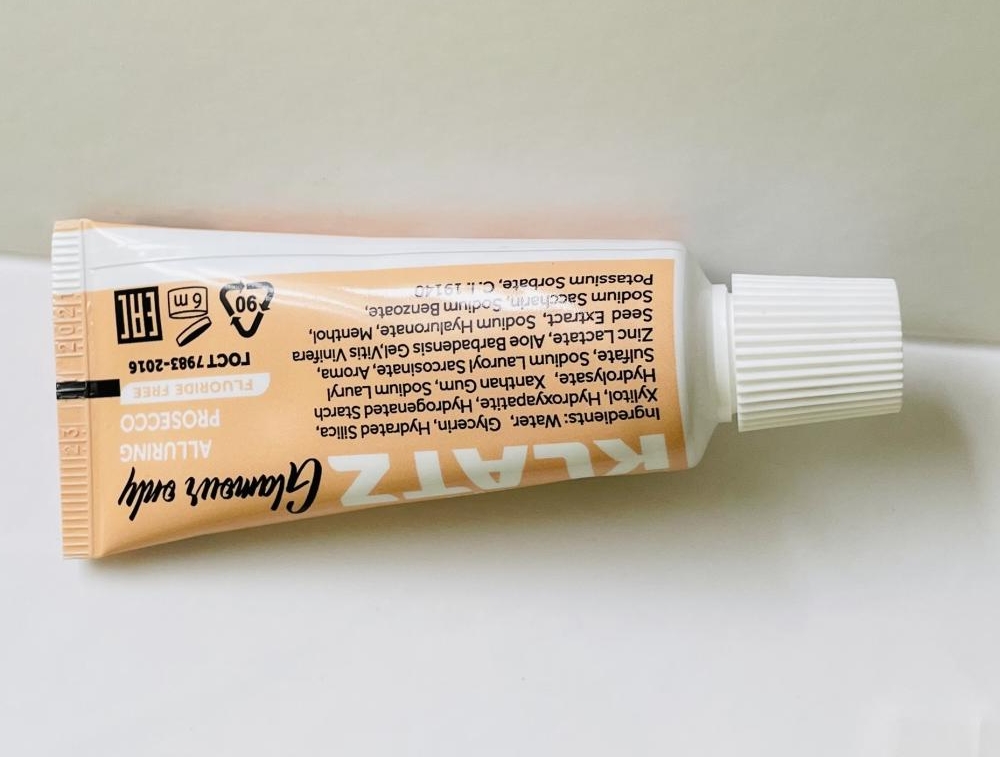 KLATZ
Glamour only
Ingredients: Water, Glycerin, Hydrated Silica,
Xylitol, Hydroxyapatite, Hydrogenated Starch
Hydrolysate, Xanthan Gum, Sodium Lauryl
Sulfate, Sodium Lauroyl Sarcosinate, Aroma,
Zinc Lactate, Aloe Barbadensis Gel,Vitis Vinifera
Seed Extract, Sodium Hyaluronate, Menthol,
Sodium Saccharin, Sodium Benzoate,
Potassium Sorbate, C.I. 19140
ALLURING
PROSECCO
FLUORIDE FREE
ГОСТ 7983-2016
90
6 m
EAC